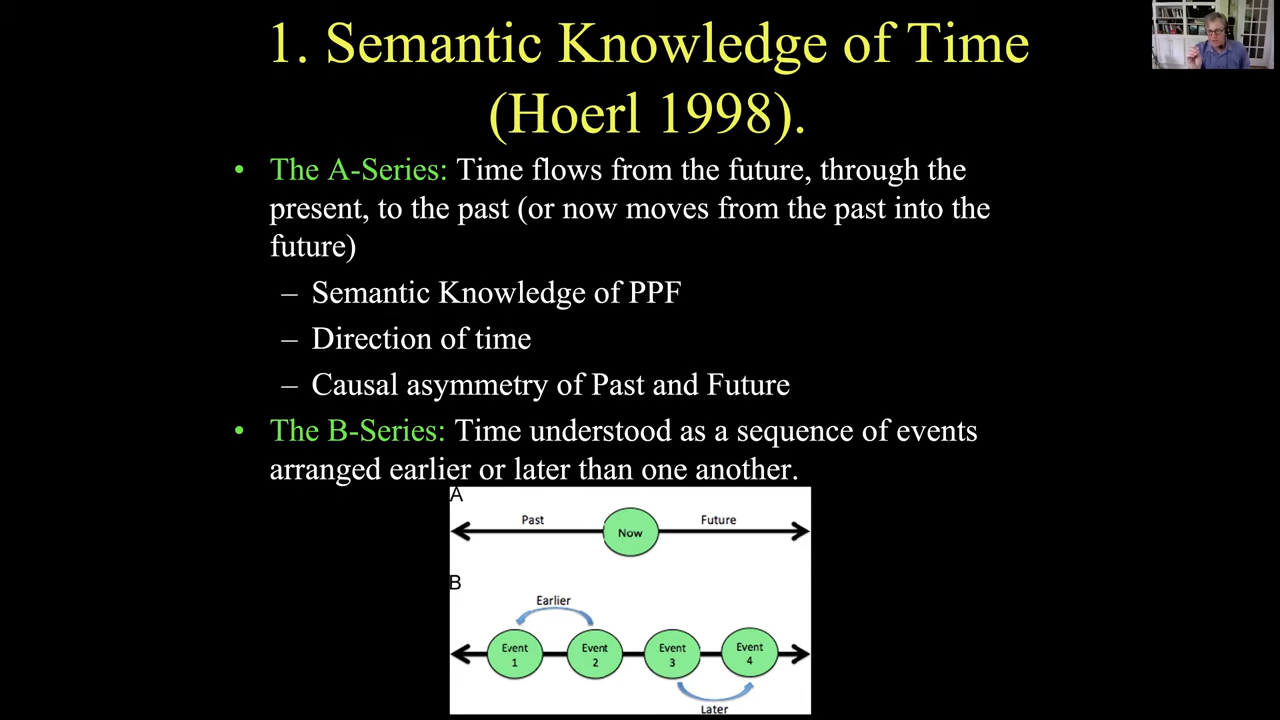 1. Semantic Knowledge of Time
(Hoerl 1998).
• The A-Series: Time flows from the future, through the
present, to the past (or now moves from the past into the
future)
– Semantic Knowledge of PPF
– Direction of time
– Causal asymmetry of Past and Future
• The B-Series: Time understood as a sequence of events
arranged earlier or later than one another.
A
Past
Future
Now
B
Earlier
Event
1
Event
2
Event
3
Event
4
Later